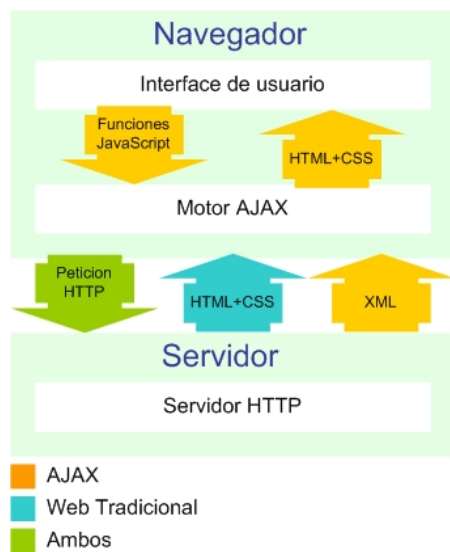 Navegador
Interface de usuario
Funciones
JavaScript
HTML+CSS
Motor AJAX
Peticion
HTTP
HTML+CSS
XML
Servidor
Servidor HTTP
AJAX
Web Tradicional
Ambos